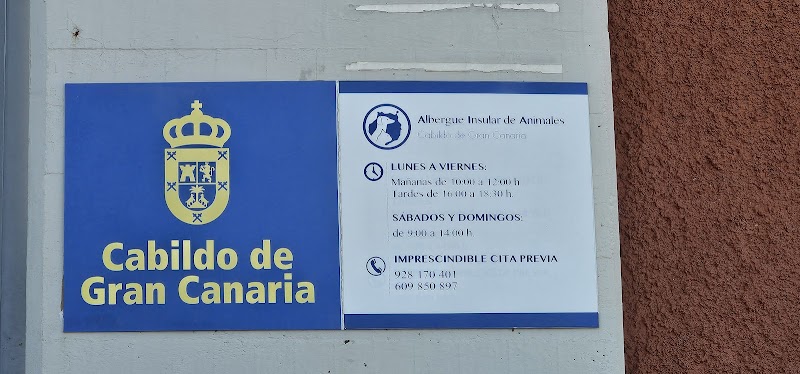 Cabildo de
Gran Canaria
Albergue Insular de Animales
Cabildo de Gran Canaria
LUNES A VIERNES:
Mañanas de 10:00 a 12:00 h
Tardes de 16:00 a 18:30 h.
SÁBADOS Y DOMINGOS:
de 9:00 a 14:00 h
IMPRESCINDIBLE CITA PREVIA
928 170 401
609 850 897